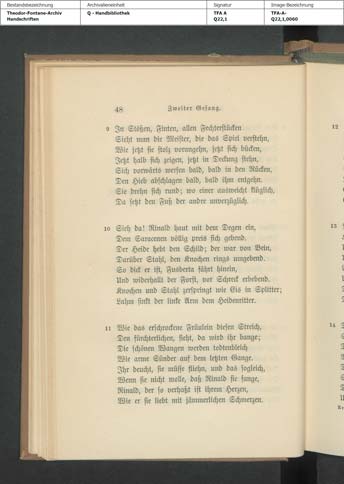 Bestandsbezeichnung
Archivalieneinheit
Signatur
Image-Bezeichnung
Theodor-Fontane-Archiv
Handschriften
Q - Handbibliothek
TFA A
Q22,1
TFA-A-
Q22,1,0060
48
Zweiter Gesang.
9 In Stößen, Finten, allen Fechterstücken
Sieht man die Meister, die das Spiel verstehn,
Wie jetzt sie stolz vorangehn, jetzt sich bücken,
Jetzt halb sich zeigen, jetzt in Deckung stehn,
Sich vorwärts werfen bald, bald in den Rücken,
Den Hieb abschlagen bald, bald ihm entgehn.
Sie drehn sich rund; wo einer ausweicht klüglich,
Da setzt den Fuß der andre unverzüglich.
10 Sieh da! Rinald haut mit dem Degen ein,
Dem Saracenen völlig preis sich gebend.
Der Heide hebt den Schild; der war von Bein,
Darüber Stahl, den Knochen rings umgebend.
So dick er ist, Fusberta fährt hinein,
Und widerhallt der Forst, vor Schreck erbebend.
Knochen und Stahl zerspringt wie Eis in Splitter;
Lahm sinkt der linke Arm dem Heidenritter.
11 Wie das erschrockne Fräulein diesen Streich,
Den fürchterlichen, sieht, da wird ihr bange;
Die schönen Wangen werden todtenbleich
Wie arme Sünder auf dem letzten Gange.
Ihr deucht, sie müsse fliehn, und das sogleich,
Wenn sie nicht wolle, daß Rinald sie fange,
Rinald, der so verhaßt ist ihrem Herzen,
Wie er sie liebt mit jämmerlichen Schmerzen.
12
13
14